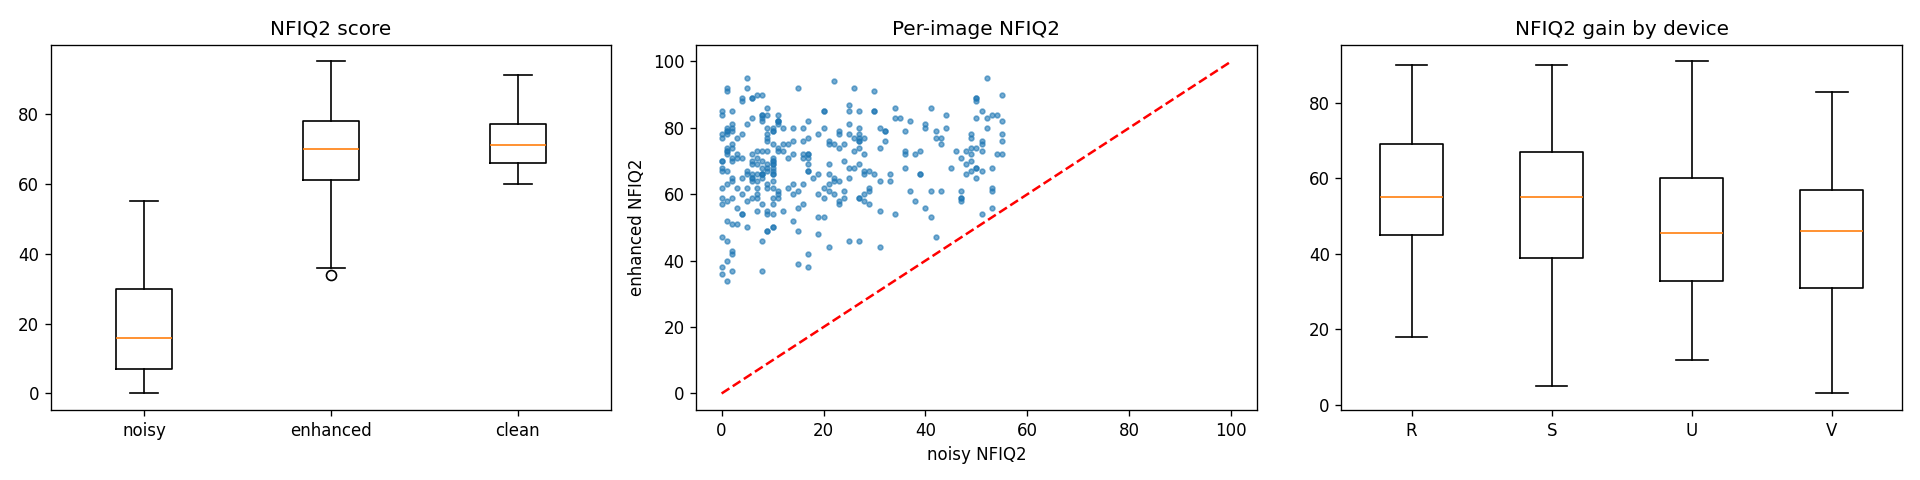 NFIQ2 score
80
60
40
20
0
noisy enhanced clean
Per-image NFIQ2
enhanced NFIQ2
100
80
60
40
20
0
0 20 40 60 80 100
noisy NFIQ2
NFIQ2 gain by device
80
60
40
20
0
R S U V